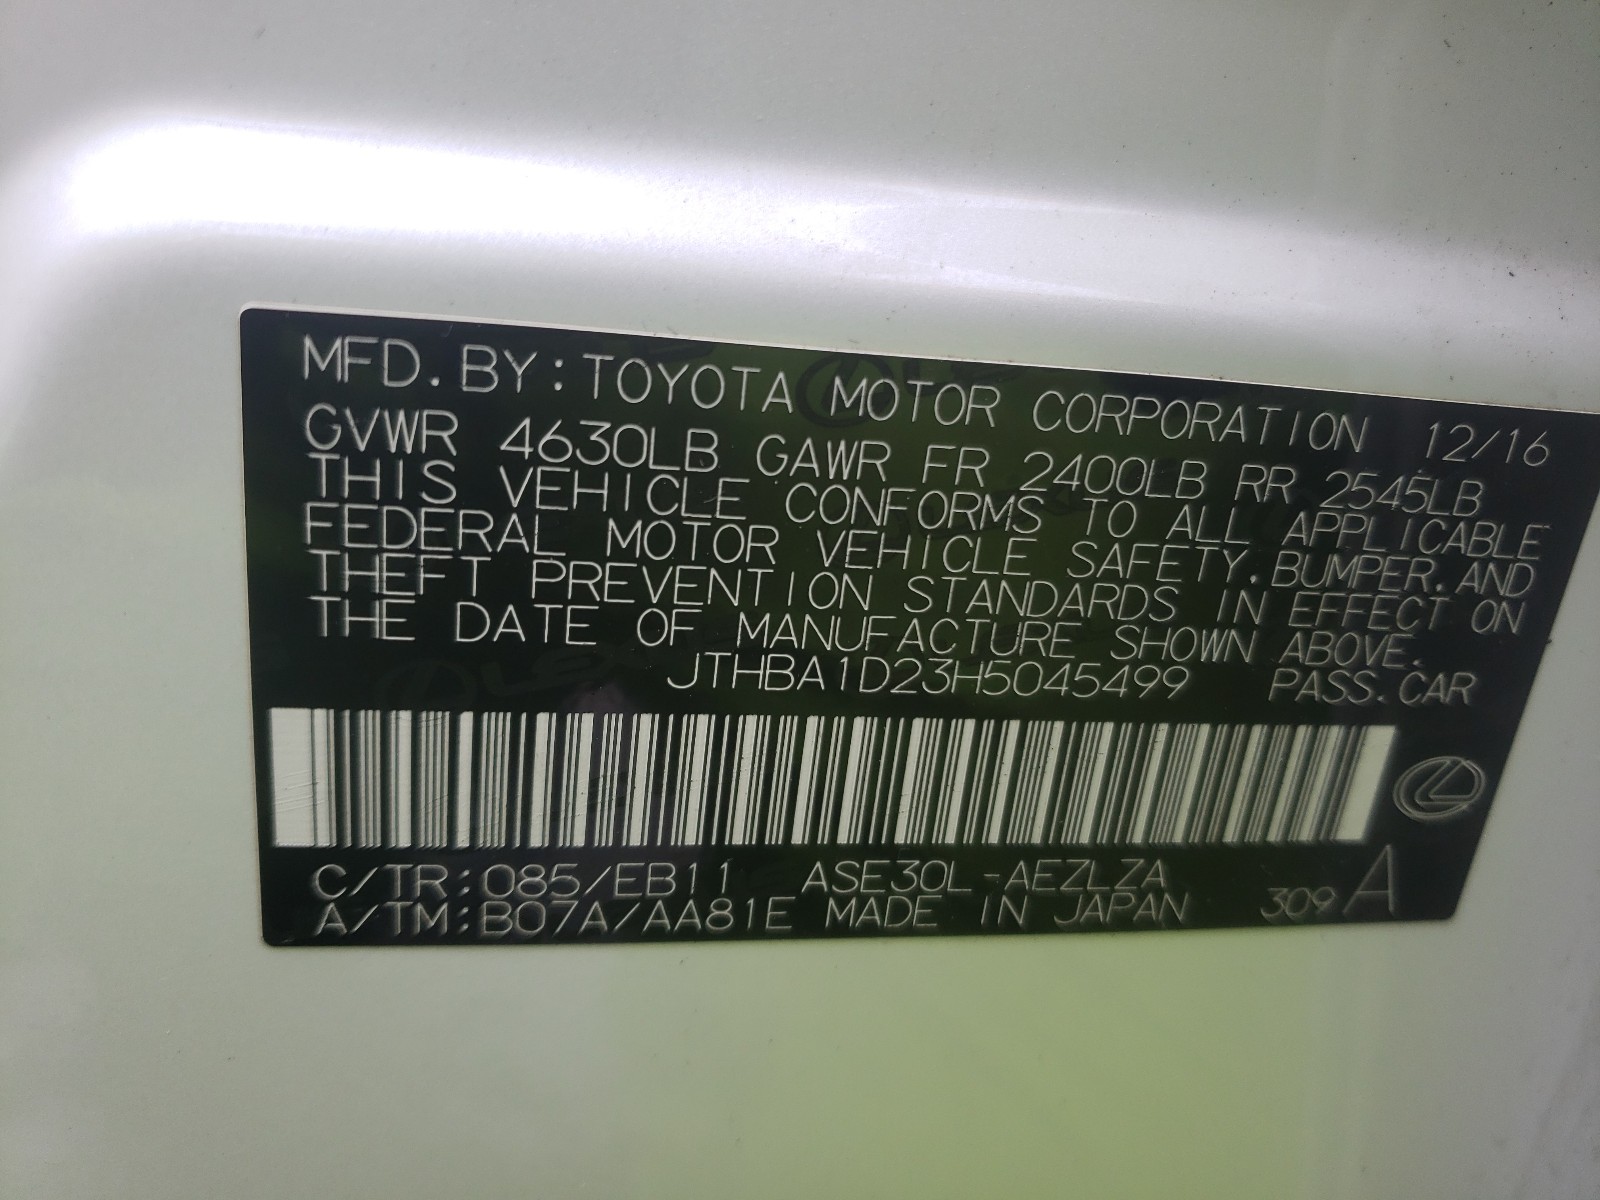 MFD. BY: TOYOTA MOTOR CORPORATION 12/16
GVWR 4630LB GAWR FR 2400LB RR 2545LB
THIS VEHICLE CONFORMS TO ALL APPLICABLE
FEDERAL MOTOR VEHICLE SAFETY. BUMPER. AND
THEFT PREVENTION STANDARDS IN EFFECT ON
THE DATE OF MANUFACTURE SHOWN ABOVE.
JTHBA1D23H5045499 PASS. CAR
C/TR: 085/EB11 ASE30L-AEZLZA
A/TM: B07A/AA81E MADE IN JAPAN 309 A